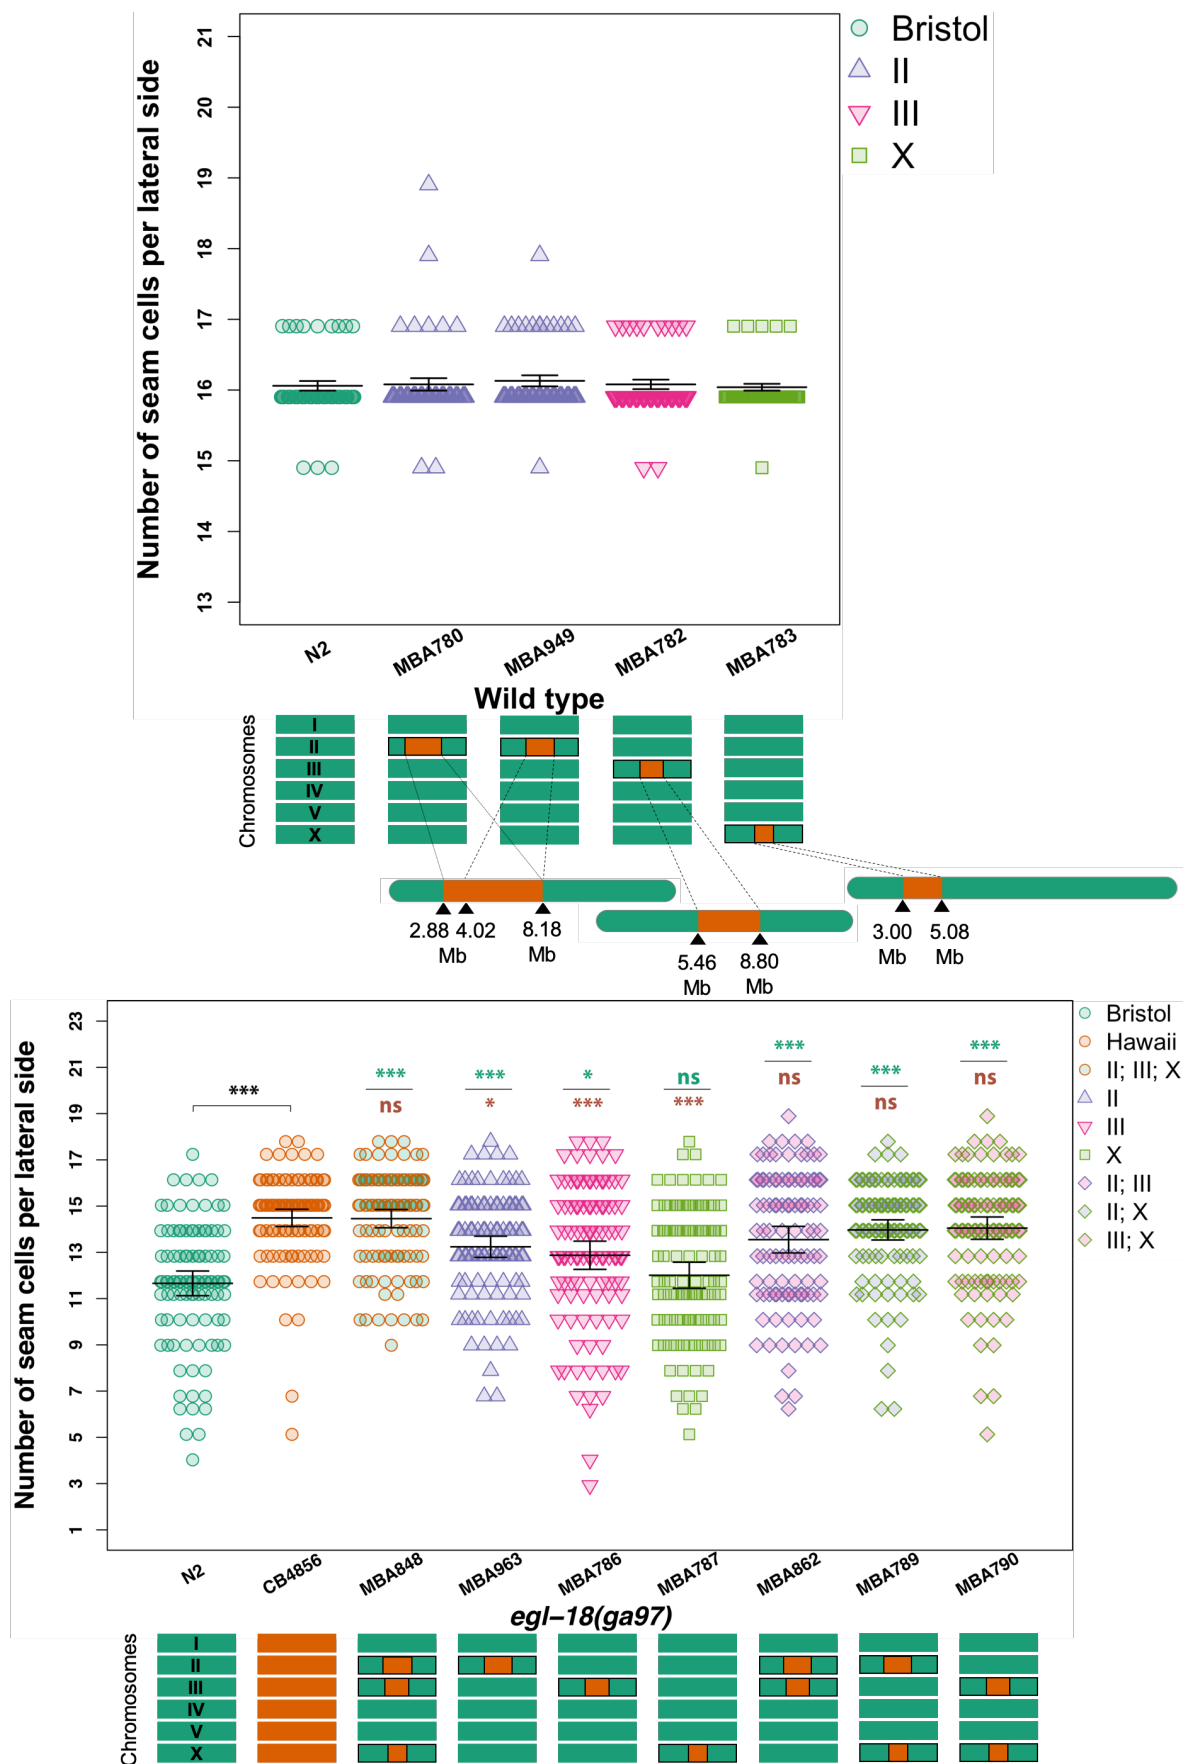 Number of seam cells per lateral side
21
20
19
18
17
16
15
14
13
Bristol
II
III
X
N2
MBA780
MBA949
MBA782
MBA783
Wild type
Chromosomes
I
II
III
IV
V
X
2.88 4.02 8.18
Mb Mb
5.46 8.80
Mb Mb
3.00 5.08
Mb Mb
Number of seam cells per lateral side
23
21
19
17
15
13
11
9
7
5
3
1
*** *** *** * ns *** *** ***
ns * *** *** ns ns ns
Bristol
Hawaii
II; III; X
II
III
X
II; III
II; X
III; X
N2
CB4856
MBA848
MBA963
MBA786
MBA787
MBA862
MBA789
MBA790
egl–18(ga97)
Chromosomes
I
II
III
IV
V
X